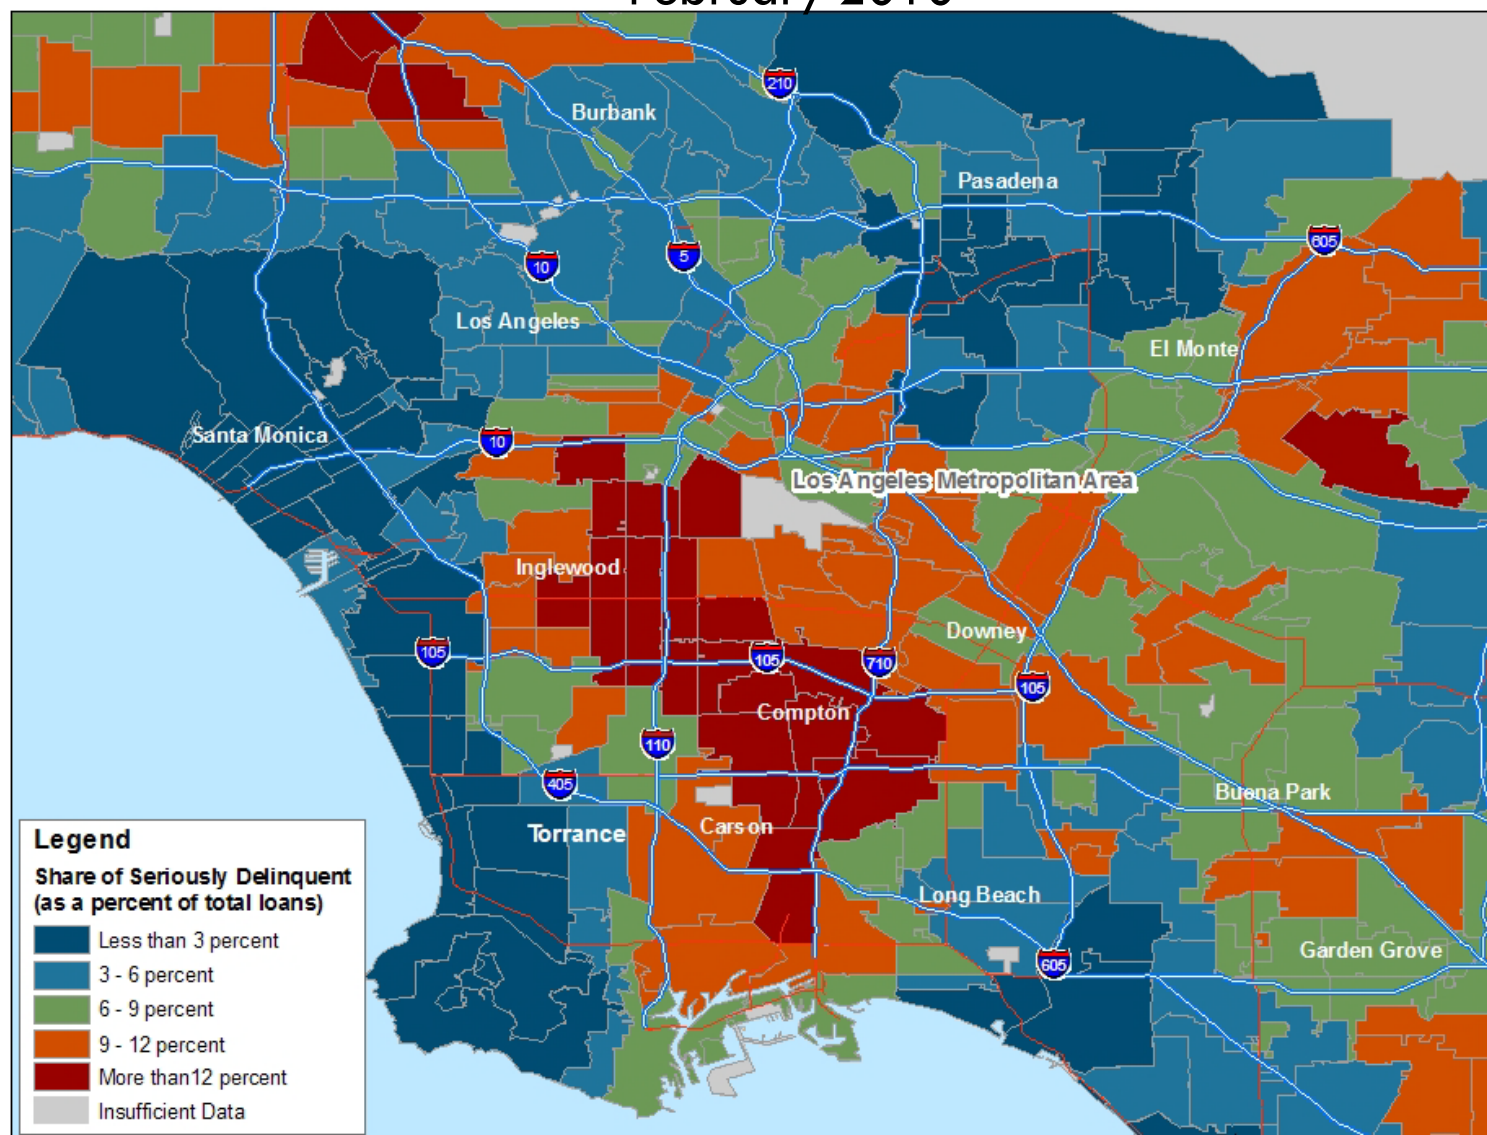 210
Burbank
Pasadena
605
5
10
Los Angeles
El Monte
Santa Monica
10
Los Angeles Metropolitan Area
Inglewood
Downey
105
105
710
105
Compton
110
405
Buena Park
Torrance
Carson
Long Beach
Garden Grove
605
Legend
Share of Seriously Delinquent
(as a percent of total loans)
Less than 3 percent
3 - 6 percent
6 - 9 percent
9 - 12 percent
More than12 percent
Insufficient Data